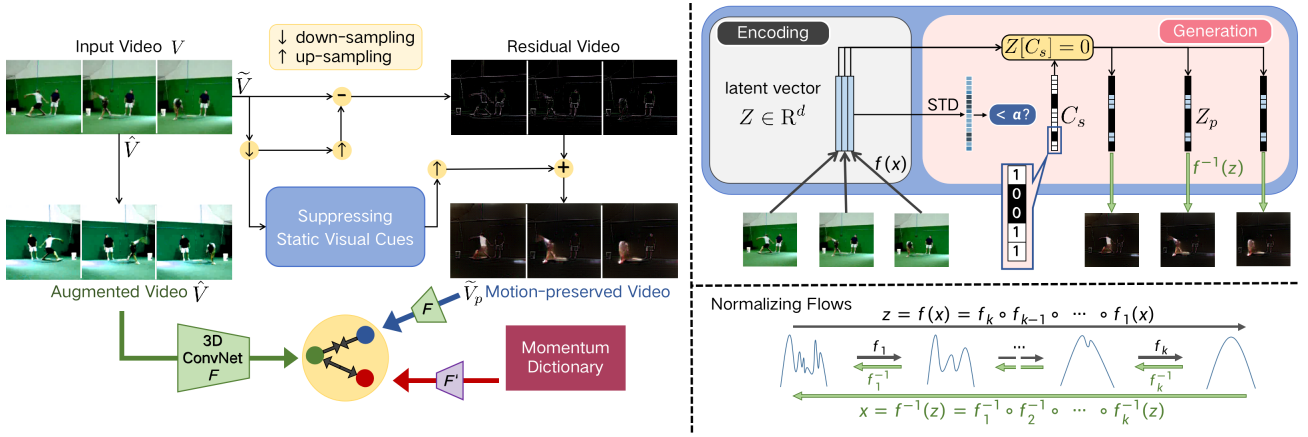 Input Video V
↓ down-sampling
↑ up-sampling
Residual Video
Ṽ
−
V̂
↓
↑
↑
+
Suppressing
Static Visual Cues
Augmented Video V̂
Ṽp Motion-preserved Video
F
3D
ConvNet
F
Momentum
Dictionary
F'
Encoding
Generation
Z[Cs] = 0
latent vector
Z ∈ R^d
STD
< α?
Cs
Zp
f(x)
f⁻¹(z)
1
0
0
1
1
Normalizing Flows
z = f(x) = fk ∘ fk−1 ∘ ⋯ ∘ f1(x)
f1
...
fk
f1⁻¹
fk⁻¹
x = f⁻¹(z) = f1⁻¹ ∘ f2⁻¹ ∘ ⋯ ∘ fk⁻¹(z)